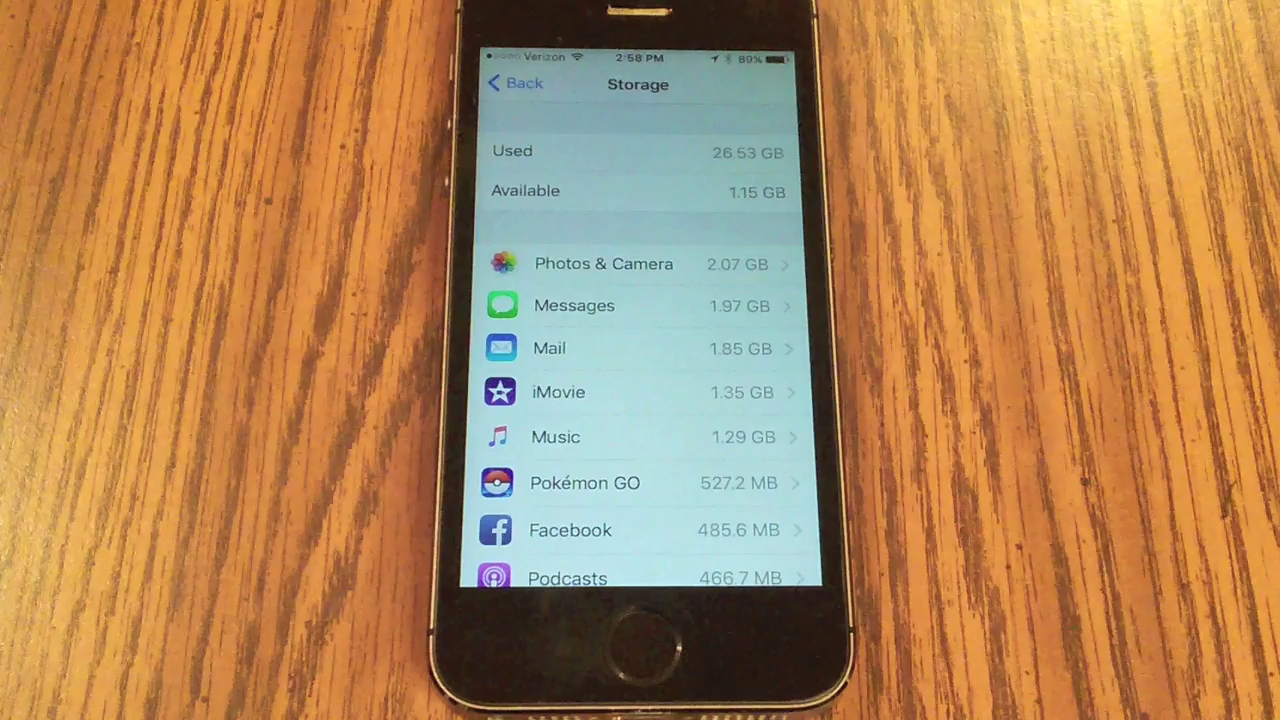 Verizon 2:58 PM 89%
Back Storage
Used 26.53 GB
Available 1.15 GB
Photos & Camera 2.07 GB
Messages 1.97 GB
Mail 1.85 GB
iMovie 1.35 GB
Music 1.29 GB
Pokémon GO 527.2 MB
Facebook 485.6 MB
Podcasts 466.7 MB